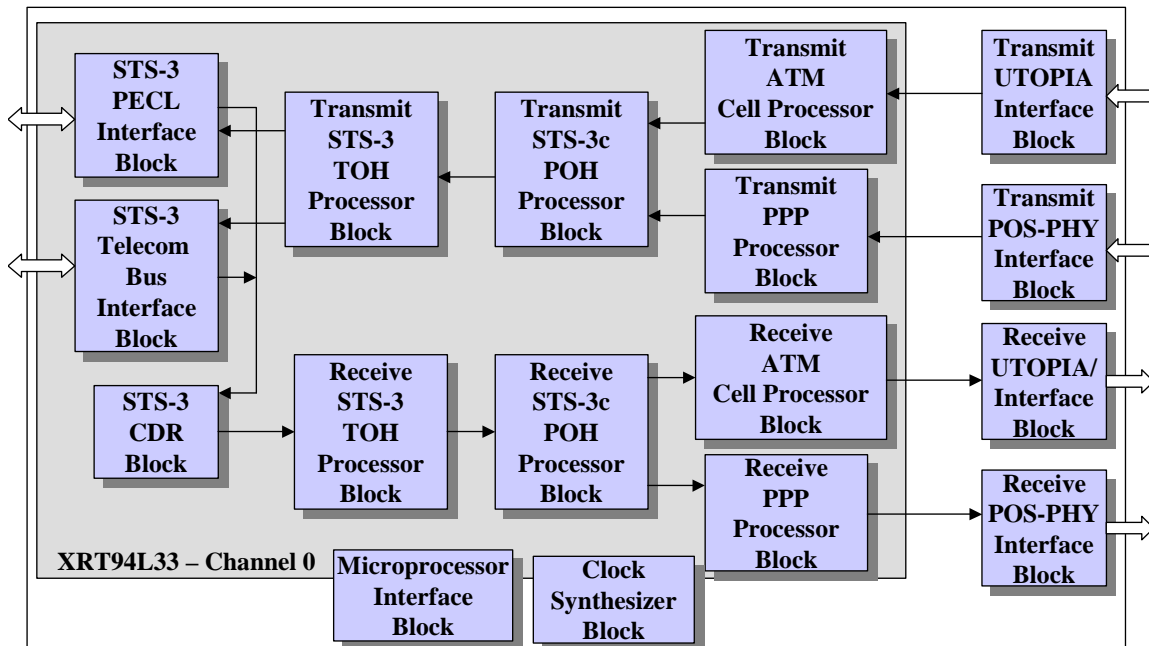 STS-3
PECL
Interface
Block
Transmit
STS-3
TOH
Processor
Block
Transmit
STS-3c
POH
Processor
Block
Transmit
ATM
Cell Processor
Block
Transmit
UTOPIA
Interface
Block
STS-3
Telecom
Bus
Interface
Block
Transmit
PPP
Processor
Block
Transmit
POS-PHY
Interface
Block
STS-3
CDR
Block
Receive
STS-3
TOH
Processor
Block
Receive
STS-3c
POH
Processor
Block
Receive
ATM
Cell Processor
Block
Receive
UTOPIA/
Interface
Block
Receive
PPP
Processor
Block
Receive
POS-PHY
Interface
Block
XRT94L33 – Channel 0
Microprocessor
Interface
Block
Clock
Synthesizer
Block